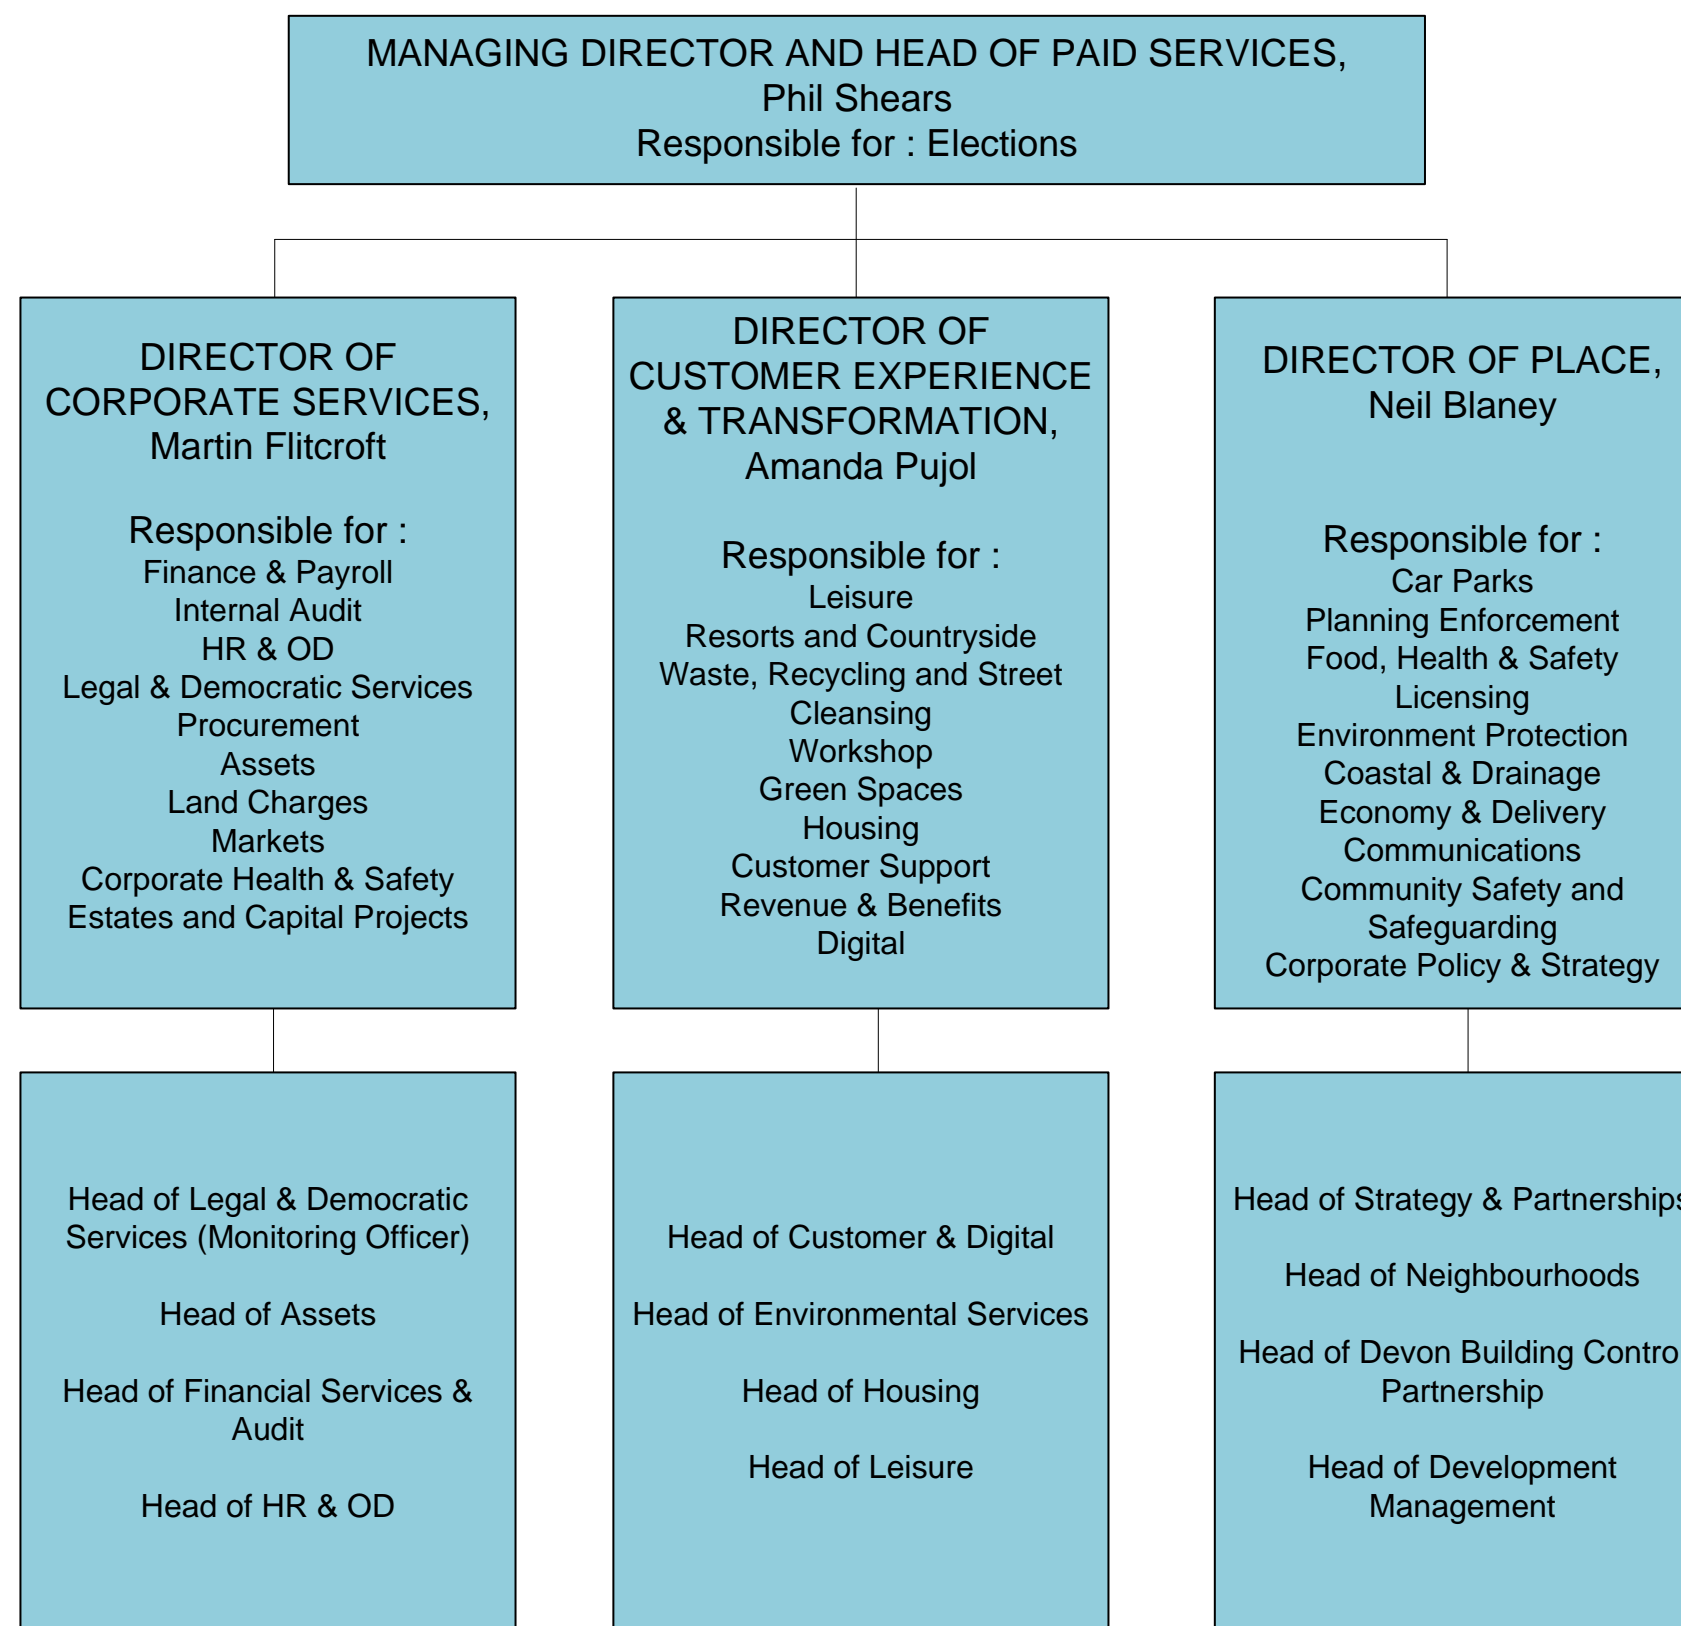 MANAGING DIRECTOR AND HEAD OF PAID SERVICES,
Phil Shears
Responsible for : Elections
DIRECTOR OF
CORPORATE SERVICES,
Martin Flitcroft
Responsible for :
Finance & Payroll
Internal Audit
HR & OD
Legal & Democratic Services
Procurement
Assets
Land Charges
Markets
Corporate Health & Safety
Estates and Capital Projects
DIRECTOR OF
CUSTOMER EXPERIENCE
& TRANSFORMATION,
Amanda Pujol
Responsible for :
Leisure
Resorts and Countryside
Waste, Recycling and Street
Cleansing
Workshop
Green Spaces
Housing
Customer Support
Revenue & Benefits
Digital
DIRECTOR OF PLACE,
Neil Blaney
Responsible for :
Car Parks
Planning Enforcement
Food, Health & Safety
Licensing
Environment Protection
Coastal & Drainage
Economy & Delivery
Communications
Community Safety and
Safeguarding
Corporate Policy & Strategy
Head of Legal & Democratic
Services (Monitoring Officer)
Head of Assets
Head of Financial Services &
Audit
Head of HR & OD
Head of Customer & Digital
Head of Environmental Services
Head of Housing
Head of Leisure
Head of Strategy & Partnerships
Head of Neighbourhoods
Head of Devon Building Contro
Partnership
Head of Development
Management